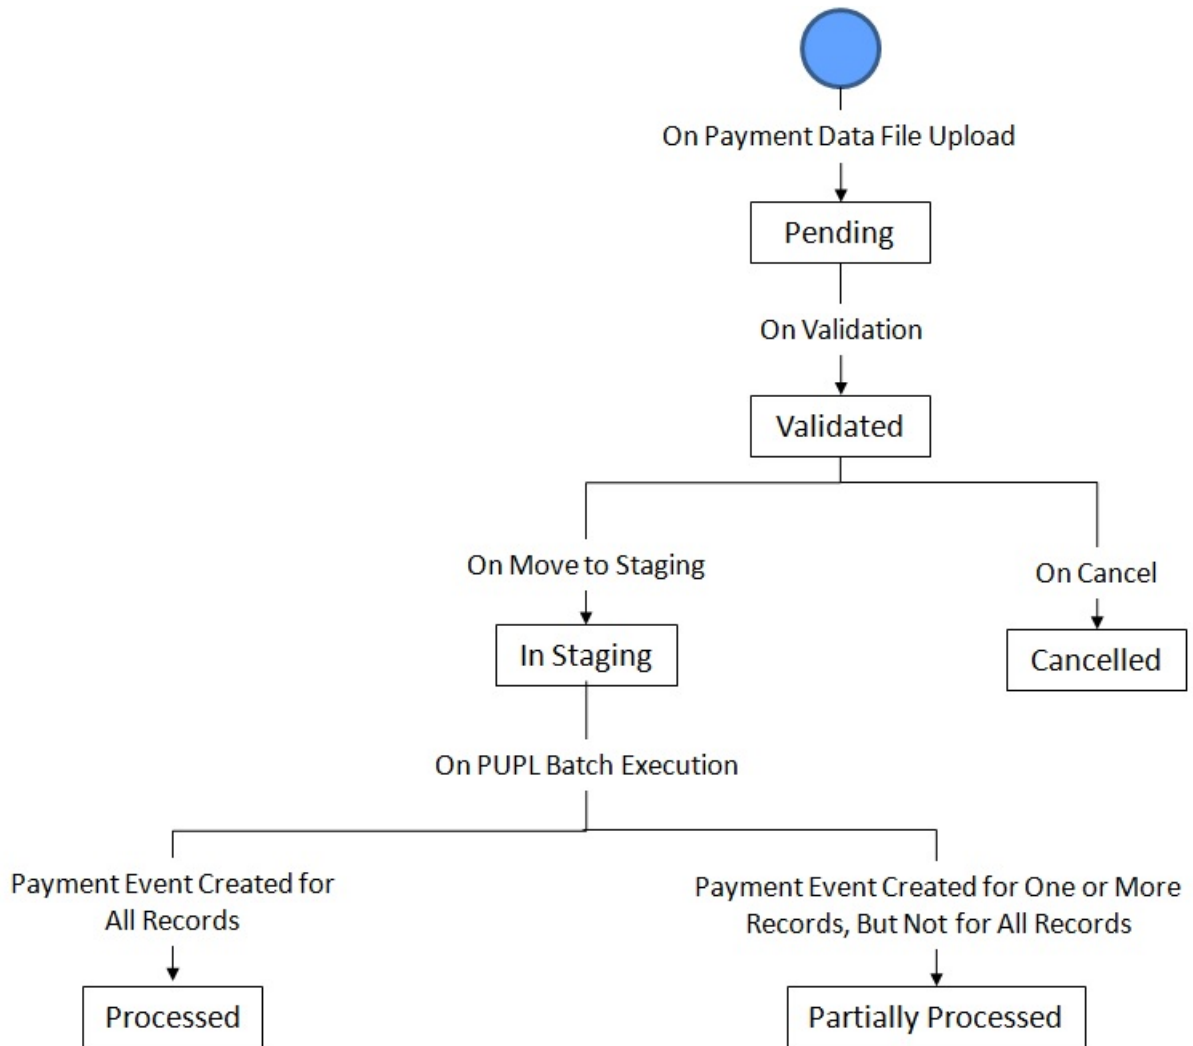 On Payment Data File Upload
Pending
On Validation
Validated
On Move to Staging
On Cancel
In Staging
Cancelled
On PUPL Batch Execution
Payment Event Created for
All Records
Payment Event Created for One or More
Records, But Not for All Records
Processed
Partially Processed